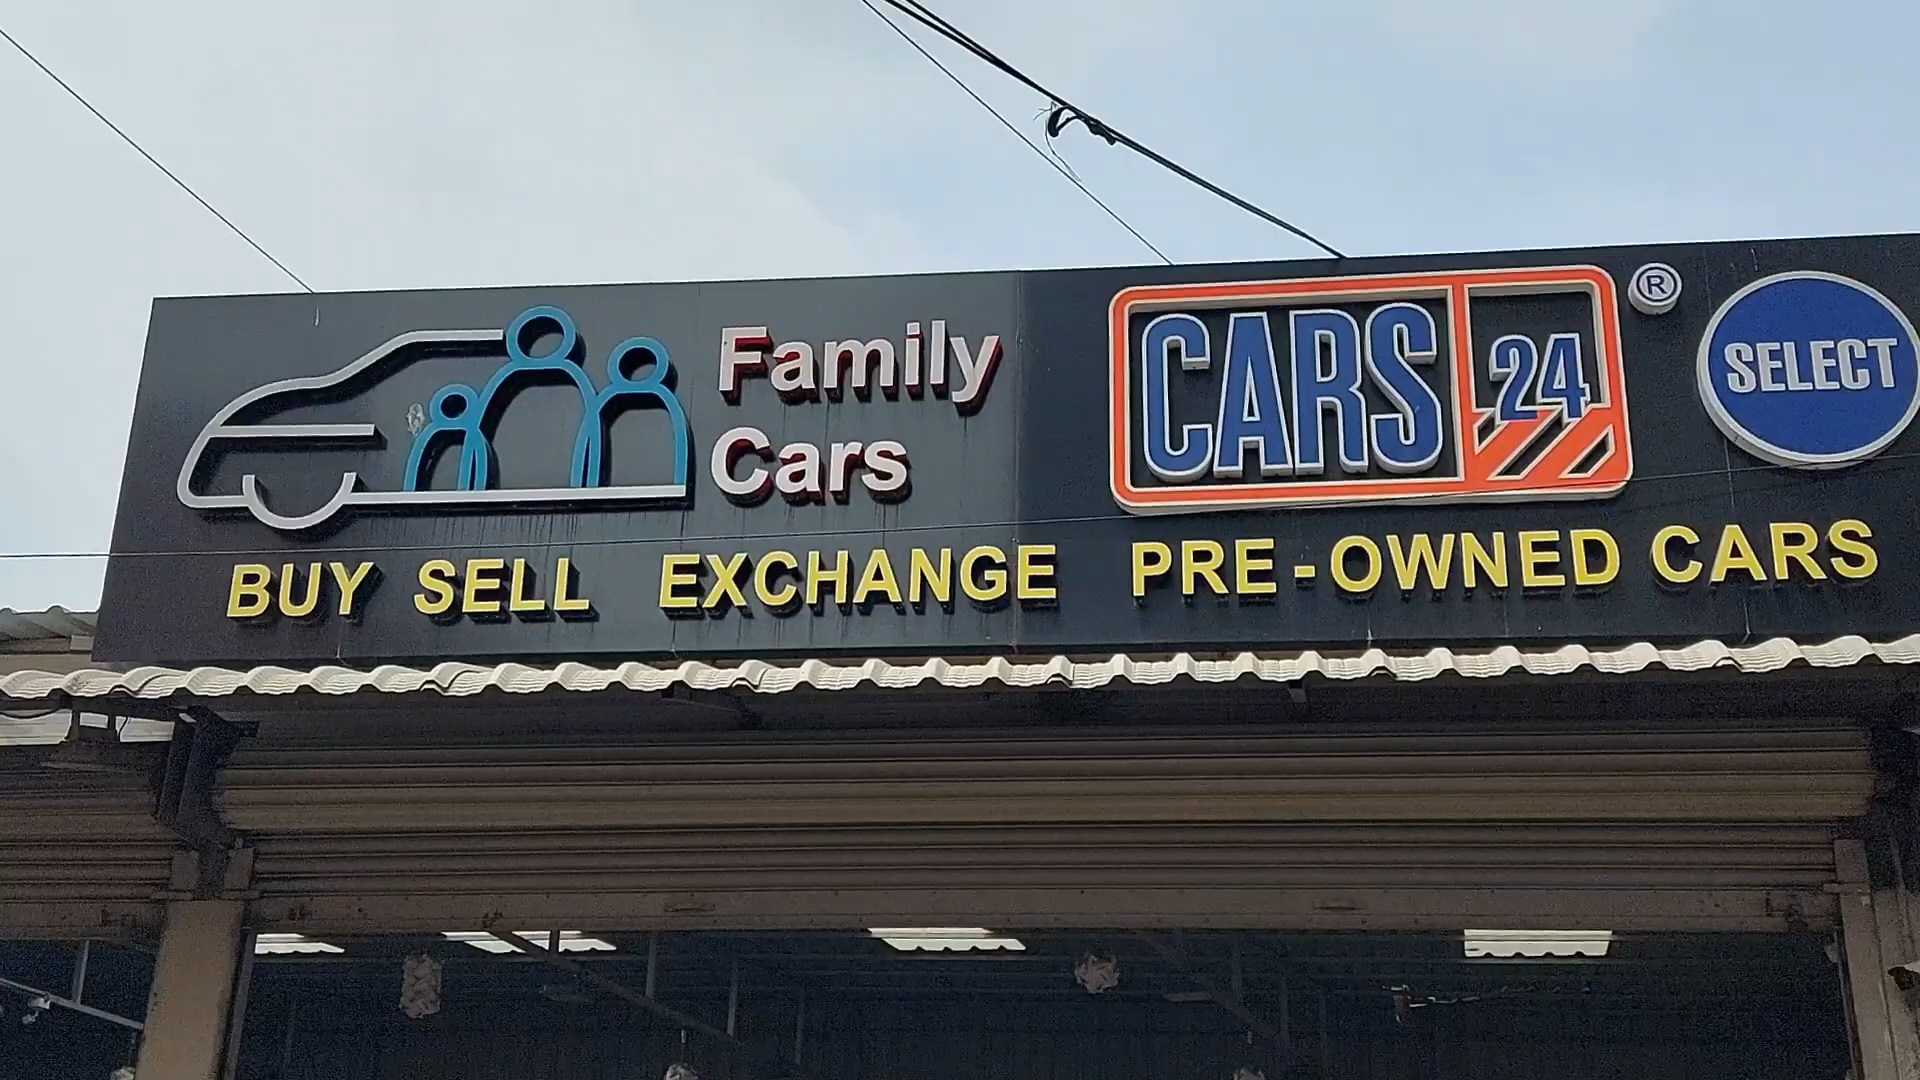 Family
Cars
CARS 24 ®
SELECT
BUY SELL EXCHANGE PRE-OWNED CARS